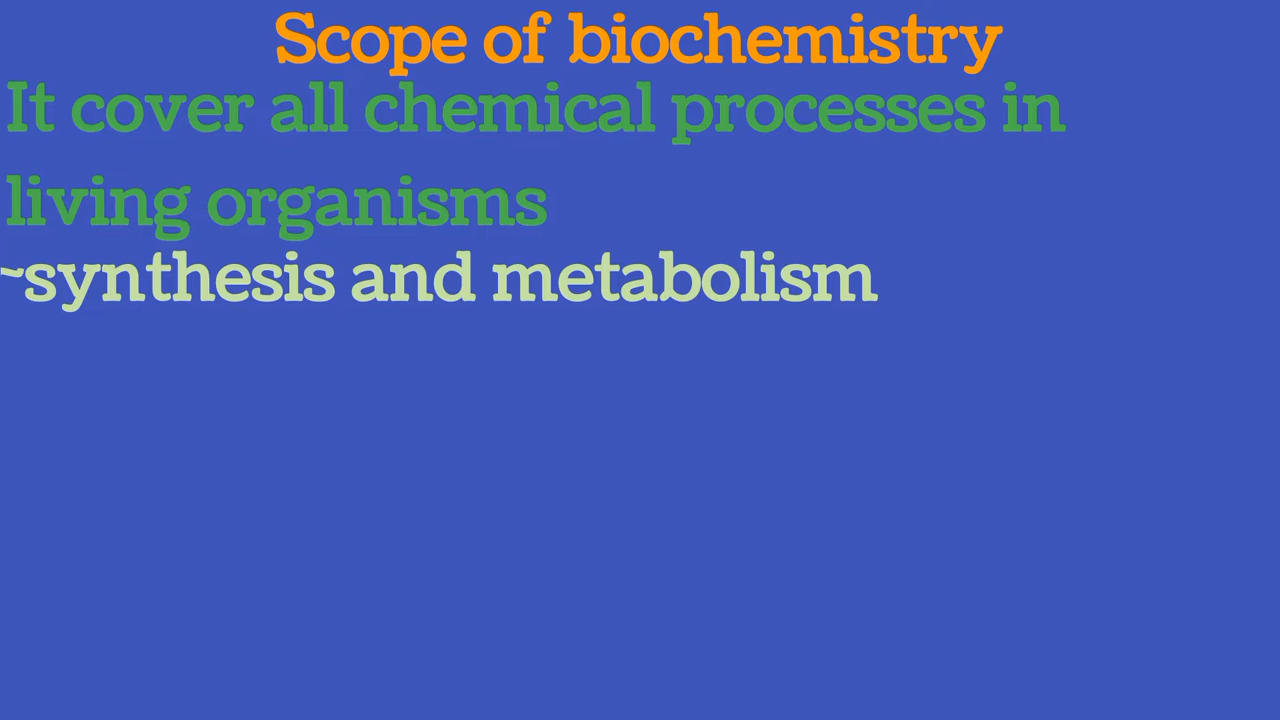 Scope of biochemistry
It cover all chemical processes in
living organisms
~synthesis and metabolism